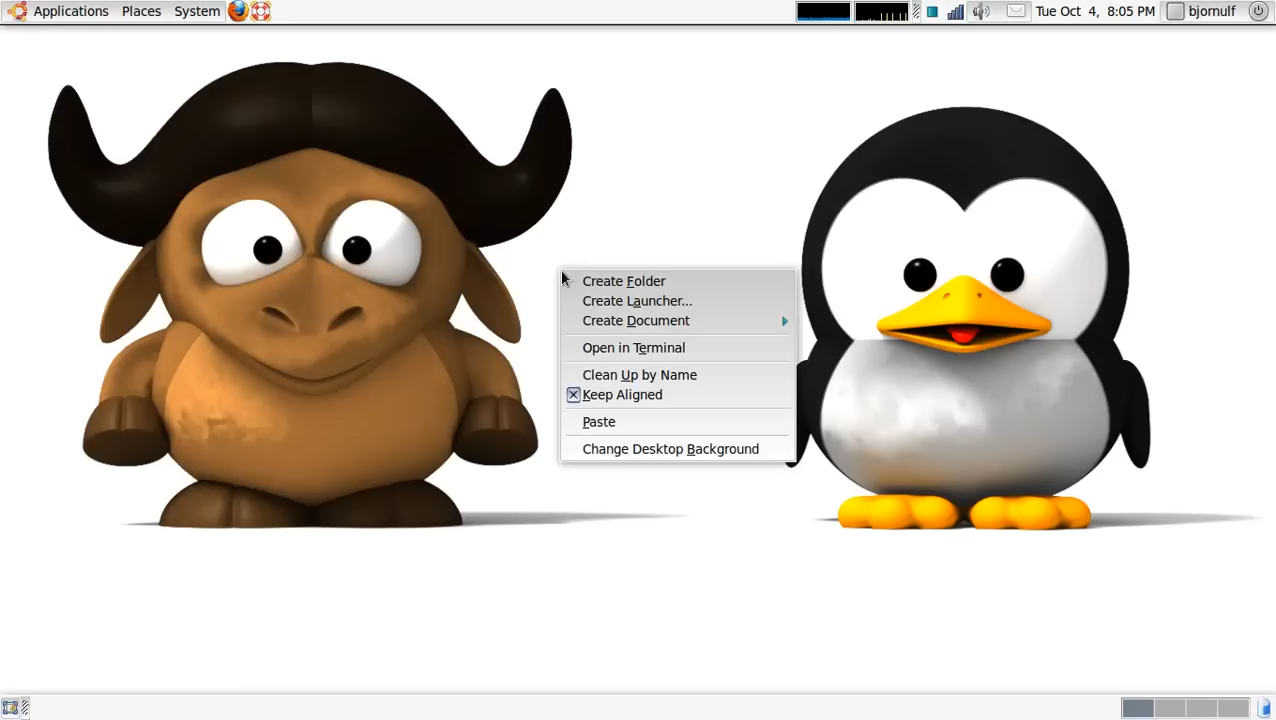 Applications Places System Tue Oct 4, 8:05 PM bjornulf
Create Folder
Create Launcher...
Create Document
Open in Terminal
Clean Up by Name
Keep Aligned
Paste
Change Desktop Background